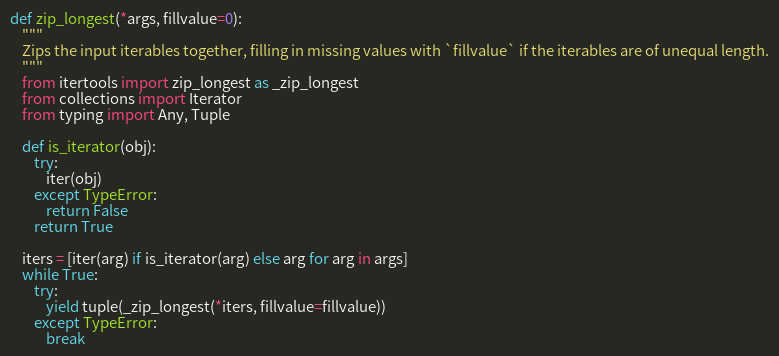 def zip_longest(*args, fillvalue=0):
    """
    Zips the input iterables together, filling in missing values with `fillvalue` if the iterables are of unequal length.
    """
    from itertools import zip_longest as _zip_longest
    from collections import Iterator
    from typing import Any, Tuple

    def is_iterator(obj):
        try:
            iter(obj)
        except TypeError:
            return False
        return True

    iters = [iter(arg) if is_iterator(arg) else arg for arg in args]
    while True:
        try:
            yield tuple(_zip_longest(*iters, fillvalue=fillvalue))
        except TypeError:
            break